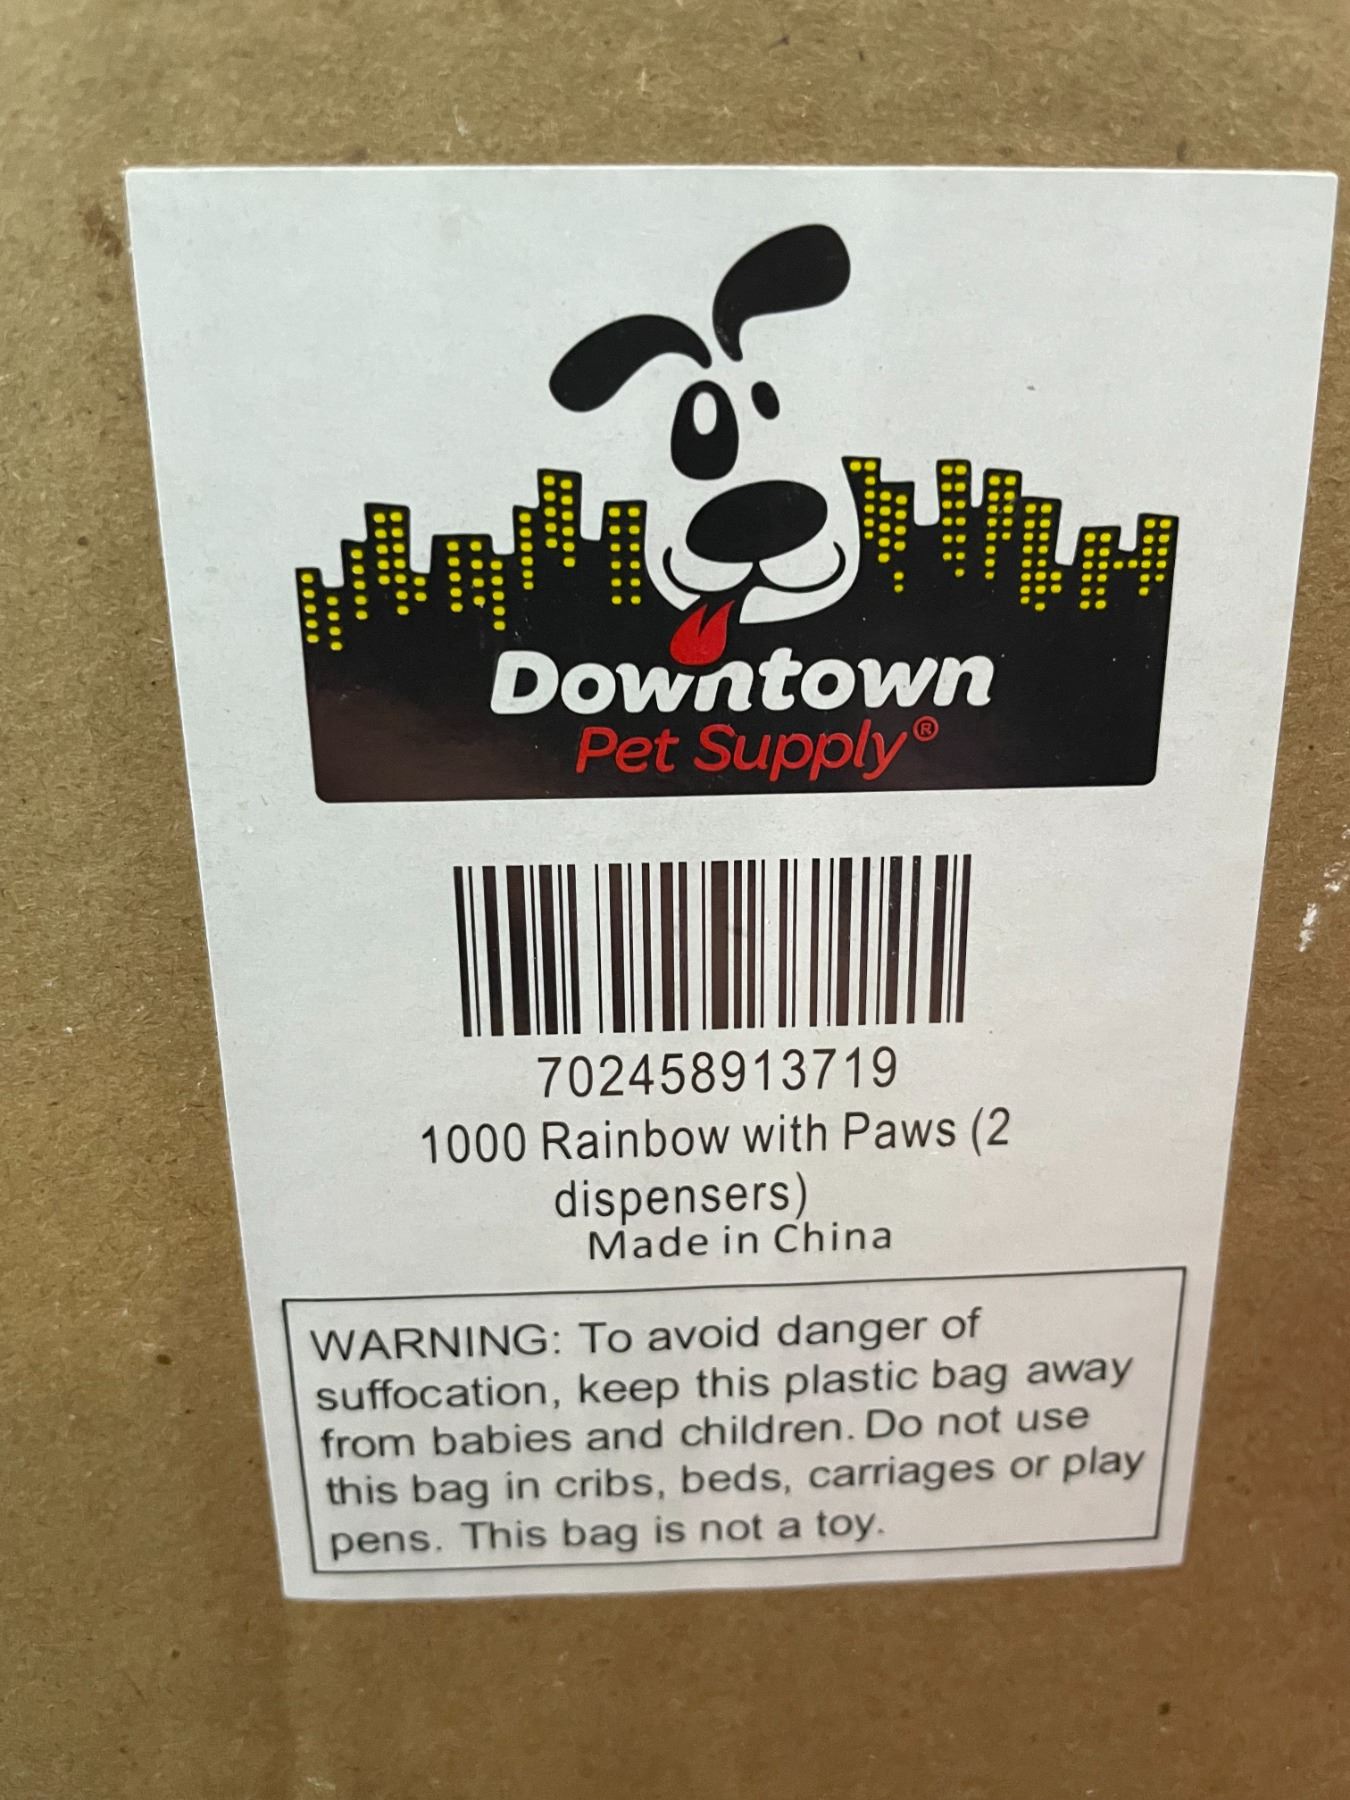 Downtown
Pet Supply®
702458913719
1000 Rainbow with Paws (2
dispensers)
Made in China
WARNING: To avoid danger of
suffocation, keep this plastic bag away
from babies and children. Do not use
this bag in cribs, beds, carriages or play
pens. This bag is not a toy.